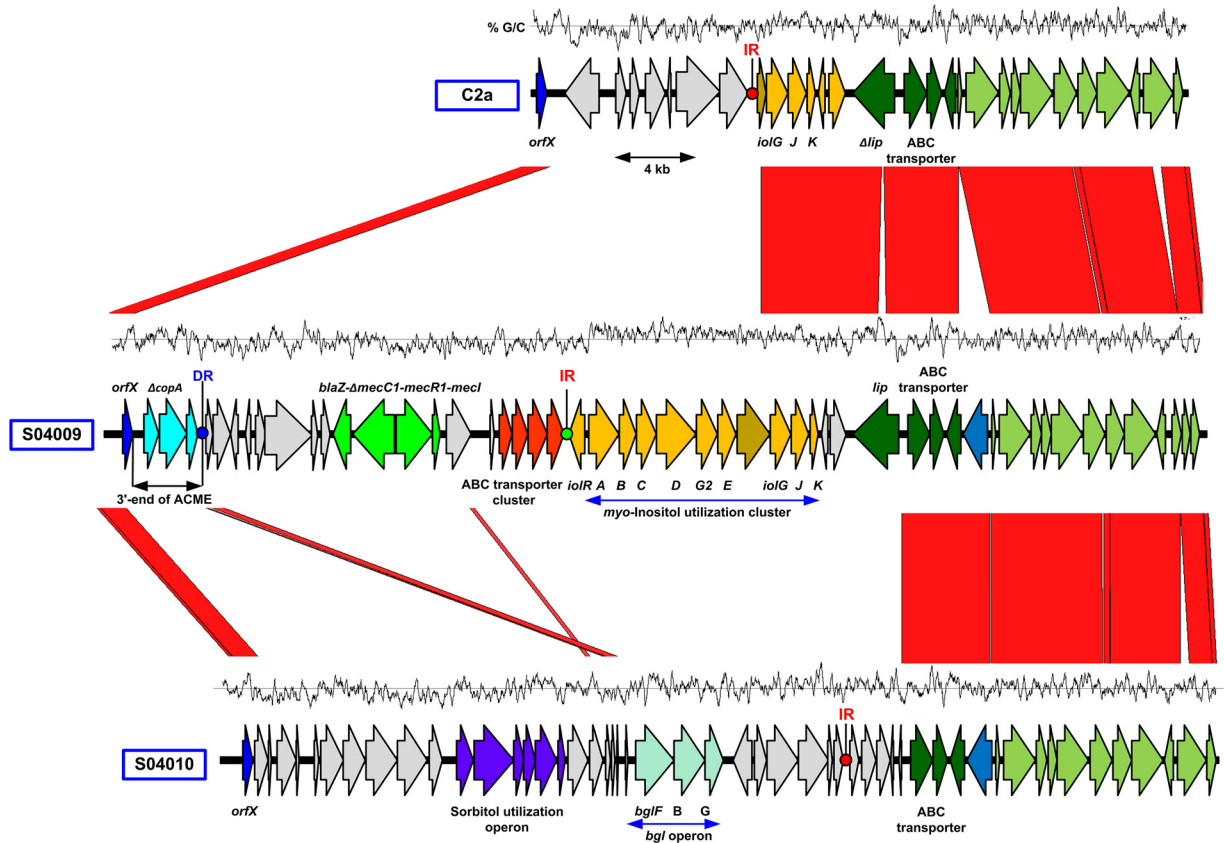 % G/C
IR
C2a
orfX
iolG J K
Δlip
ABC
transporter
4 kb
orfX
ΔcopA
DR
blaZ-ΔmecC1-mecR1-mecI
IR
lip
ABC
transporter
S04009
3'-end of ACME
ABC transporter
cluster
iolR A B C D G2 E iolG J K
myo-Inositol utilization cluster
IR
S04010
orfX
Sorbitol utilization
operon
bglF B G
bgl operon
ABC
transporter